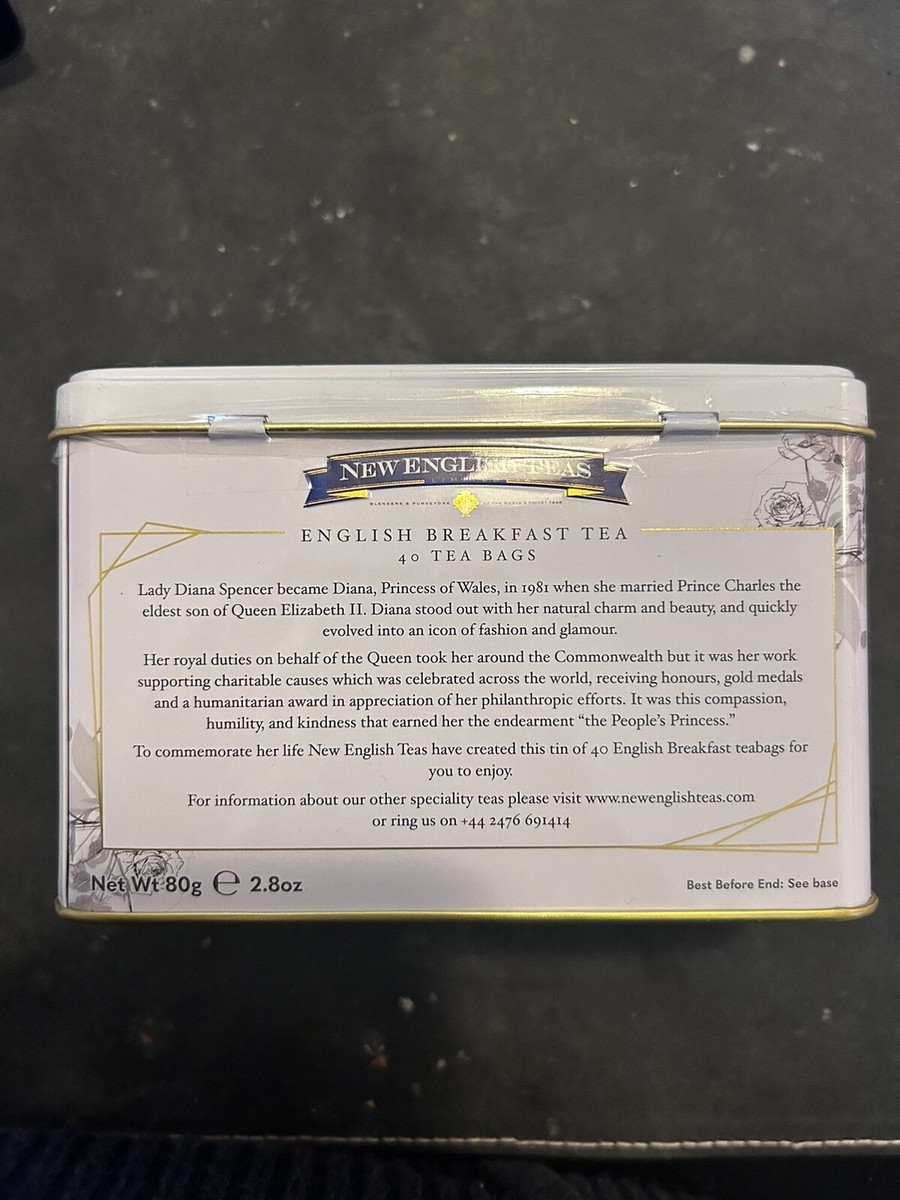 NEW ENGLISH TEAS
LIMITED
BLENDERS & PURVEYORS OF THE WORLD'S FINEST TEAS
ENGLISH BREAKFAST TEA
40 TEA BAGS
Lady Diana Spencer became Diana, Princess of Wales, in 1981 when she married Prince Charles the
eldest son of Queen Elizabeth II. Diana stood out with her natural charm and beauty, and quickly
evolved into an icon of fashion and glamour.
Her royal duties on behalf of the Queen took her around the Commonwealth but it was her work
supporting charitable causes which was celebrated across the world, receiving honours, gold medals
and a humanitarian award in appreciation of her philanthropic efforts. It was this compassion,
humility, and kindness that earned her the endearment “the People’s Princess.”
To commemorate her life New English Teas have created this tin of 40 English Breakfast teabags for
you to enjoy.
For information about our other speciality teas please visit www.newenglishteas.com
or ring us on +44 2476 691414
Net Wt 80g ℮ 2.8oz
Best Before End: See base